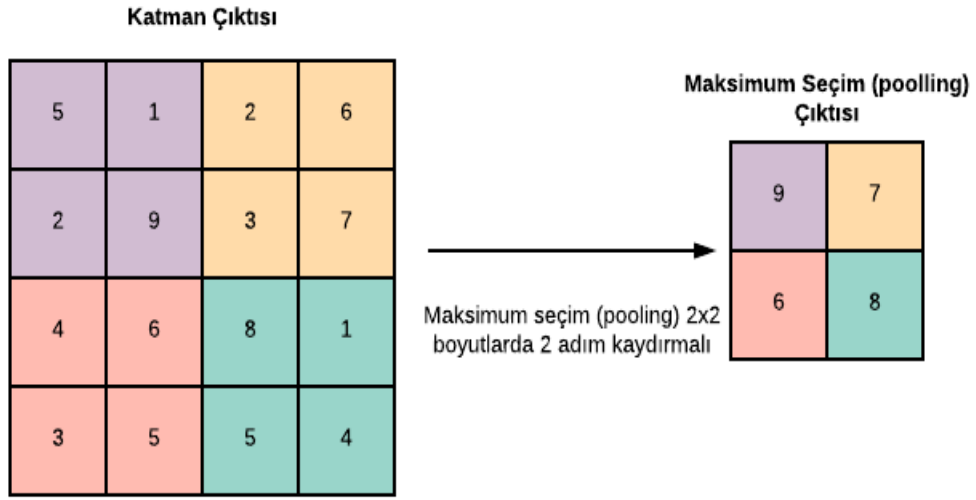 Katman Çıktısı
5 1 2 6
2 9 3 7
4 6 8 1
3 5 5 4
Maksimum seçim (pooling) 2x2
boyutlarda 2 adım kaydırmalı
Maksimum Seçim (poolling)
Çıktısı
9 7
6 8